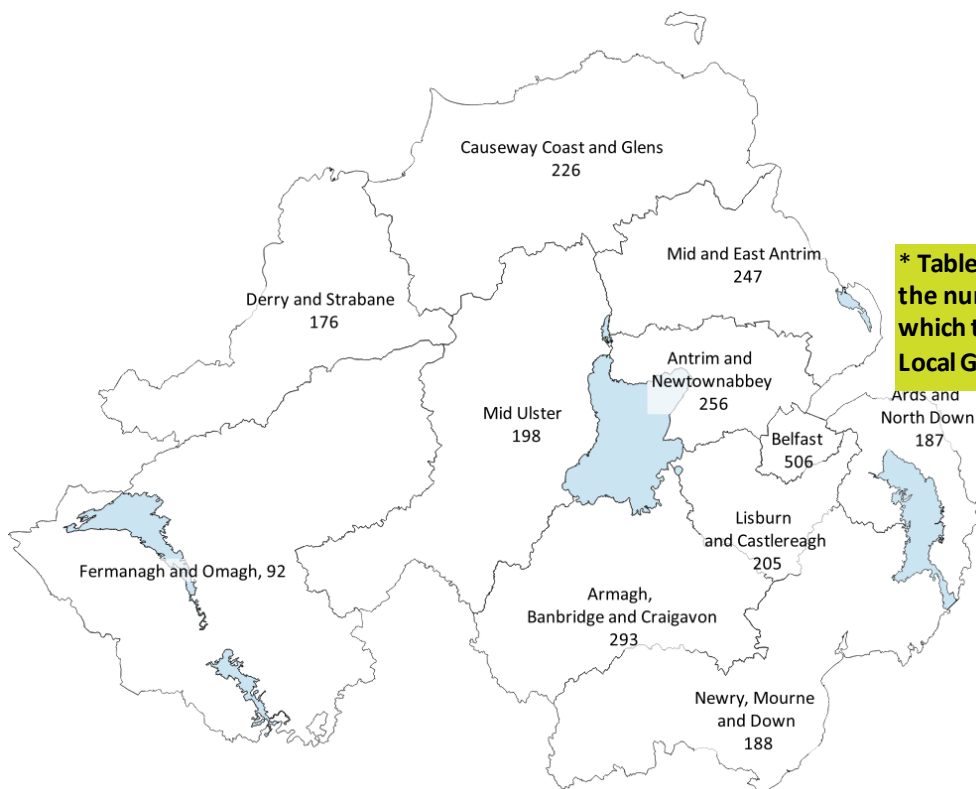 Causeway Coast and Glens
226
Mid and East Antrim
247
* Table
the nu
which t
Local G
Derry and Strabane
176
Antrim and
Newtownabbey
256
Mid Ulster
198
Ards and
North Down
187
Belfast
506
Lisburn
and Castlereagh
205
Fermanagh and Omagh, 92
Armagh,
Banbridge and Craigavon
293
Newry, Mourne
and Down
188